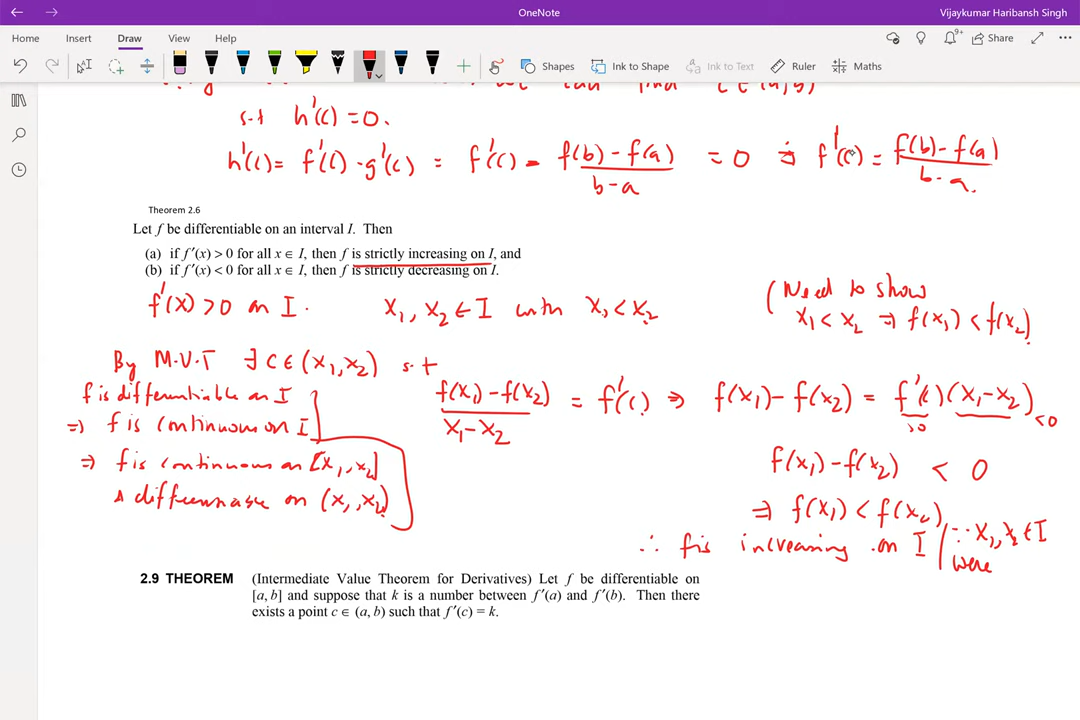 OneNote
Vijaykumar Haribansh Singh
Home Insert Draw View Help
9+ Share
Shapes Ink to Shape Ink to Text Ruler Maths
can find c ∈ (a,b)
s.t h'(c) = 0.
h'(c) = f'(c) - g'(c) = f'(c) - f(b) - f(a) / b - a = 0 ⇒ f'(c) = f(b) - f(a) / b - a.
Theorem 2.6
Let f be differentiable on an interval I. Then
(a) if f'(x) > 0 for all x ∈ I, then f is strictly increasing on I, and
(b) if f'(x) < 0 for all x ∈ I, then f is strictly decreasing on I.
f'(x) > 0 on I. x₁, x₂ ∈ I with x₁ < x₂
(Need to show
x₁ < x₂ ⇒ f(x₁) < f(x₂)
By M.V.T ∃ c ∈ (x₁, x₂) s.t
f(x₁) - f(x₂) / x₁ - x₂ = f'(c) ⇒ f(x₁) - f(x₂) = f'(c) (x₁ - x₂)
>0 <0
f is differentiable on I
⇒ f is continuous on I
⇒ f is continuous on [x₁, x₂]
& differentiable on (x₁, x₂)
f(x₁) - f(x₂) < 0
⇒ f(x₁) < f(x₂)
∴ f is increasing on I (∵ x₁, x₂ ∈ I
were
2.9 THEOREM (Intermediate Value Theorem for Derivatives) Let f be differentiable on
[a, b] and suppose that k is a number between f'(a) and f'(b). Then there
exists a point c ∈ (a, b) such that f'(c) = k.